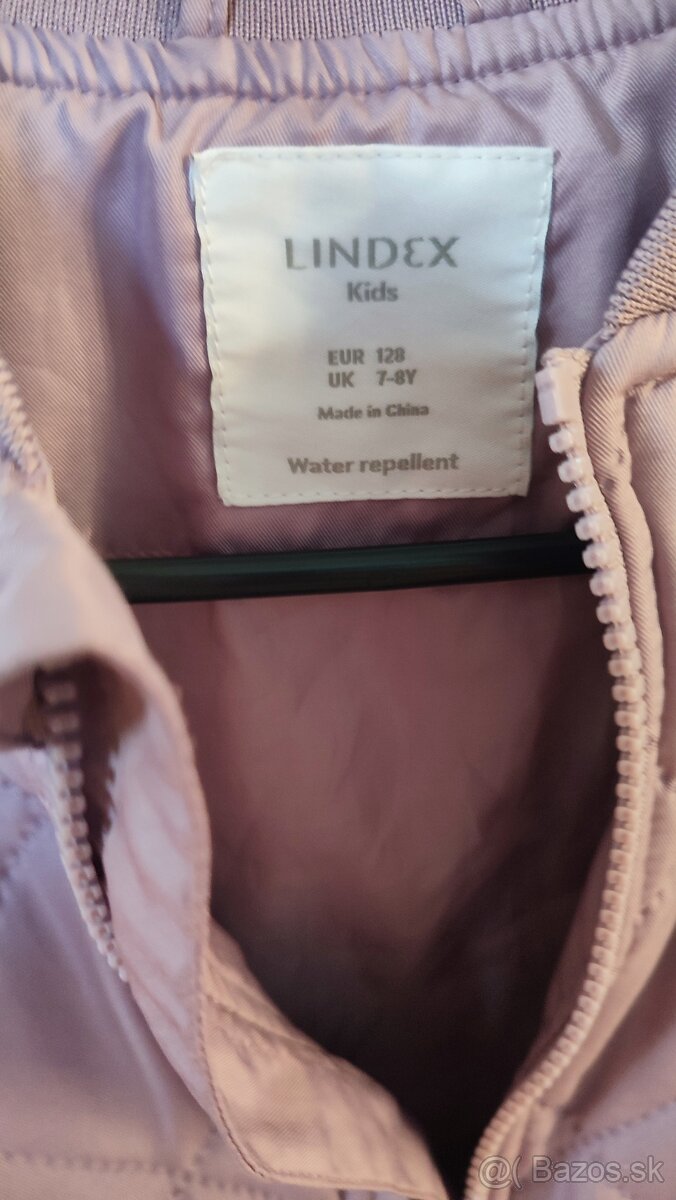 LINDEX
Kids
EUR 128
UK 7-8Y
Made in China
Water repellent
@( Bazos.sk